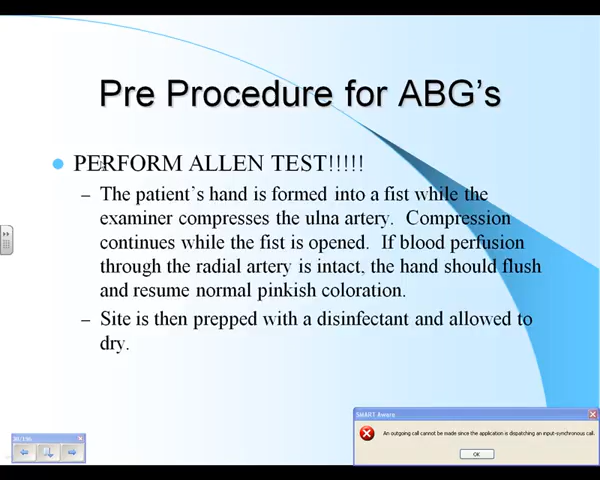 Pre Procedure for ABG's
PERFORM ALLEN TEST!!!!!
– The patient's hand is formed into a fist while the
examiner compresses the ulna artery. Compression
continues while the fist is opened. If blood perfusion
through the radial artery is intact, the hand should flush
and resume normal pinkish coloration.
– Site is then prepped with a disinfectant and allowed to
dry.
SMART Aware
An outgoing call cannot be made since the application is dispatching an input-synchronous call.
OK
30/156